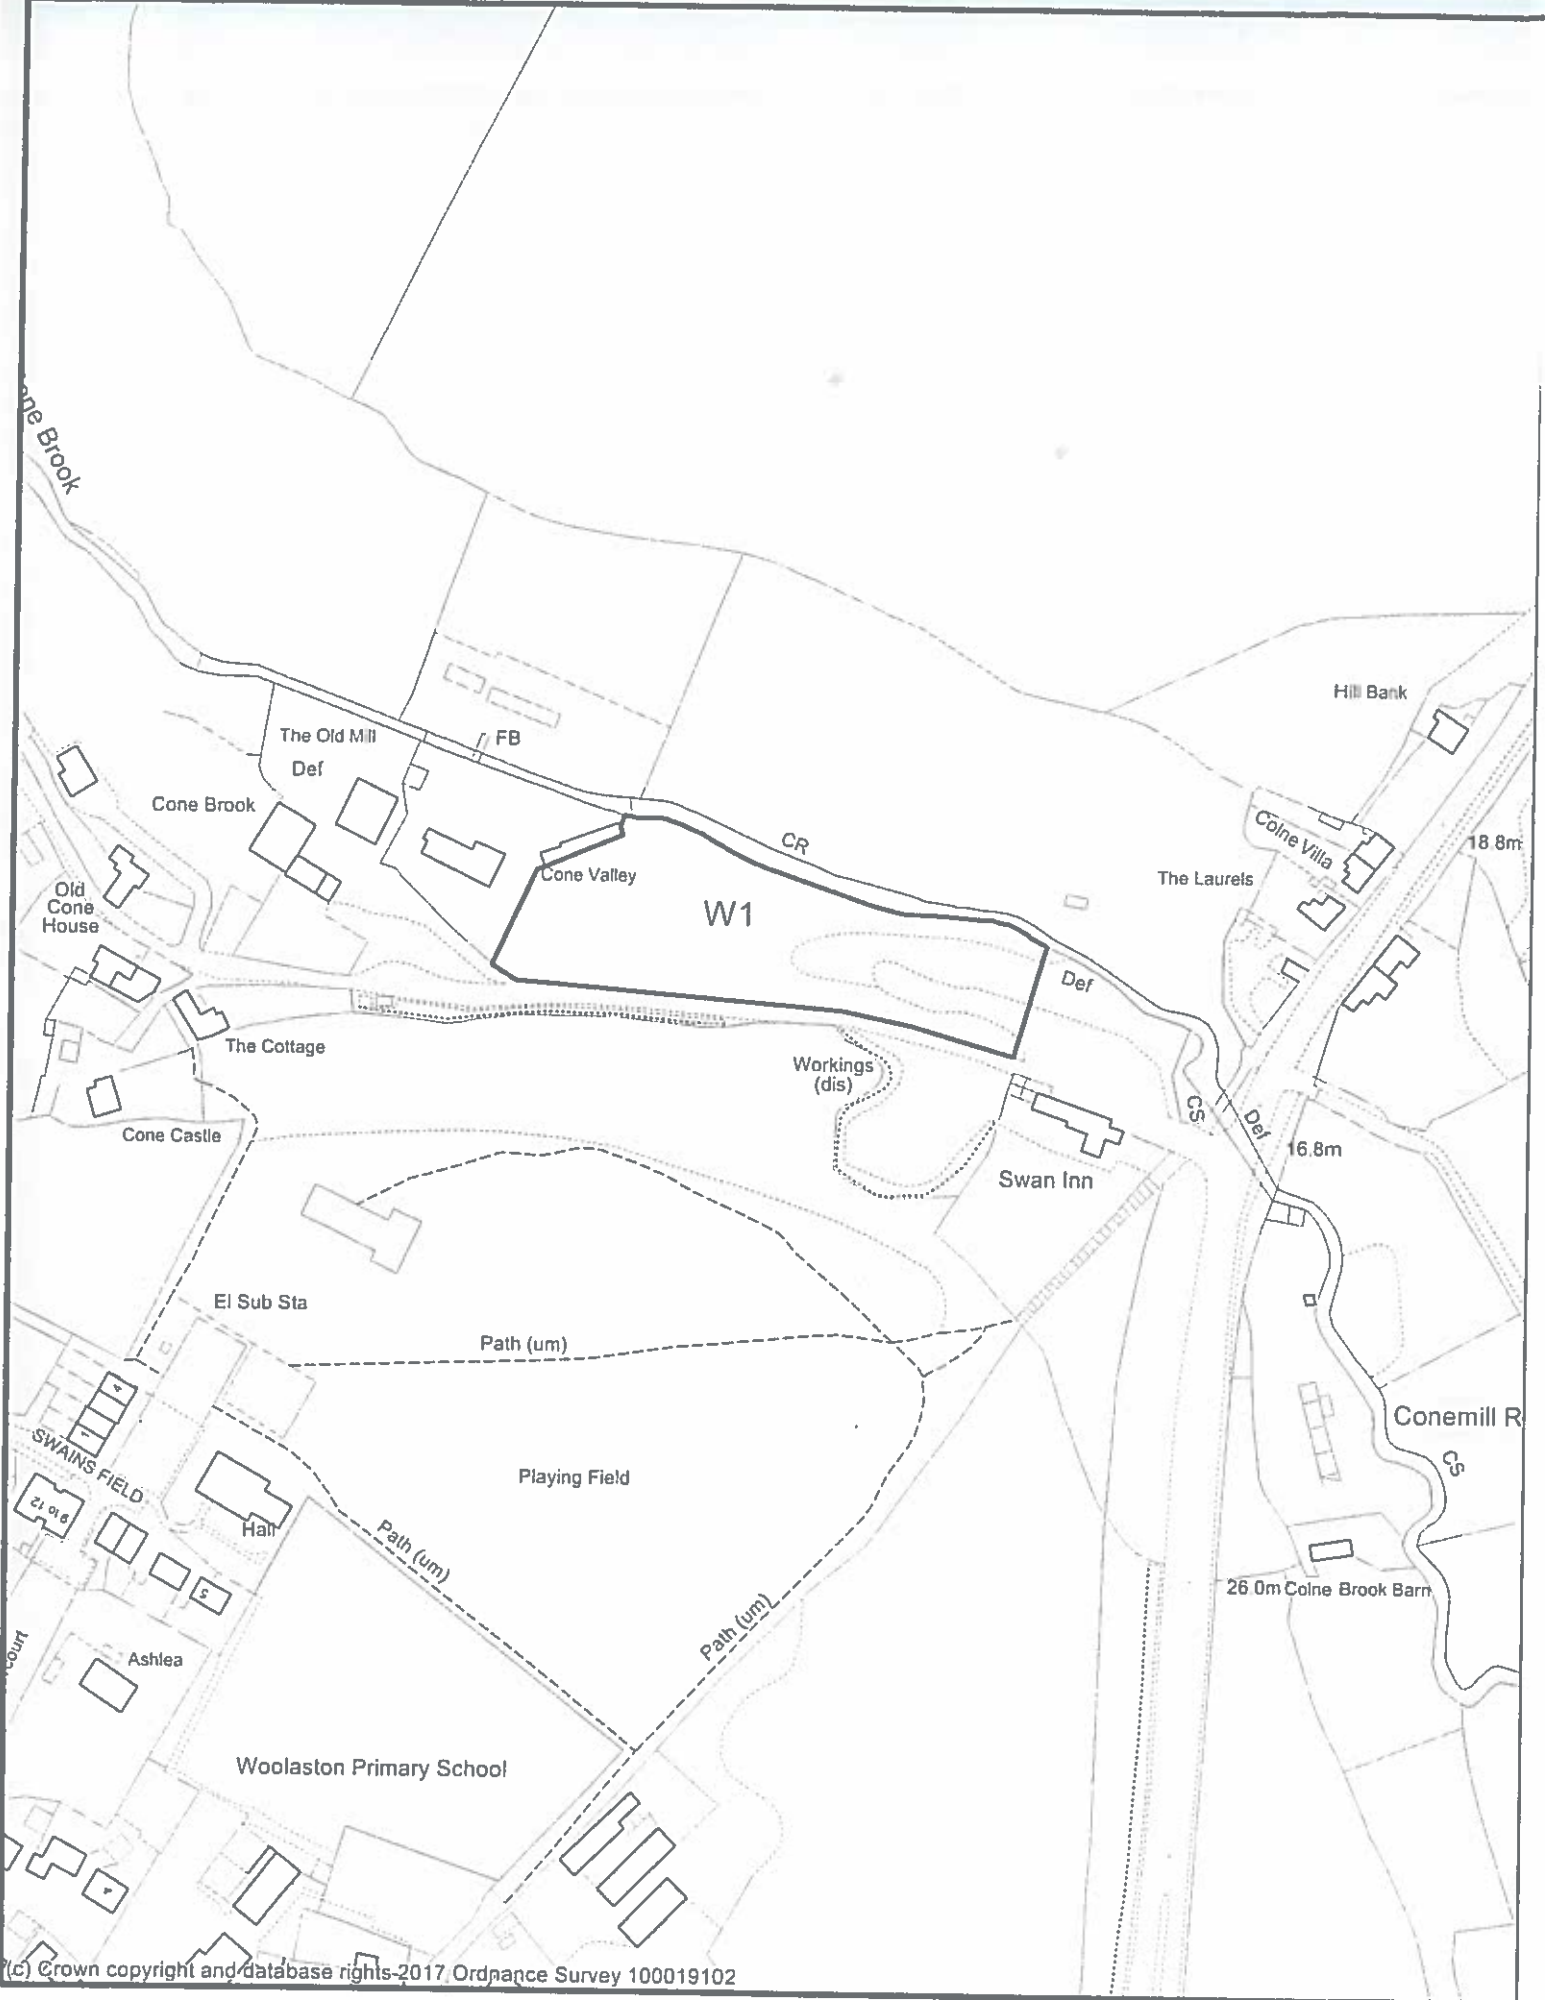 Brook
Hill Bank
The Old Mill
FB
Def
Cone Brook
CR
Colne Villa
18.8m
Cone Valley
The Laurels
Old
Cone
House
W1
Def
The Cottage
Workings
(dis)
CS
Def
Cone Castle
16.8m
Swan Inn
El Sub Sta
Path (um)
4
1
Conemill R
SWAINS FIELD
CS
Playing Field
9 to 12
Hall
Path (um)
5
26.0m Colne Brook Barn
Path (um)
court
Ashlea
Woolaston Primary School
(c) Crown copyright and database rights 2017 Ordnance Survey 100019102